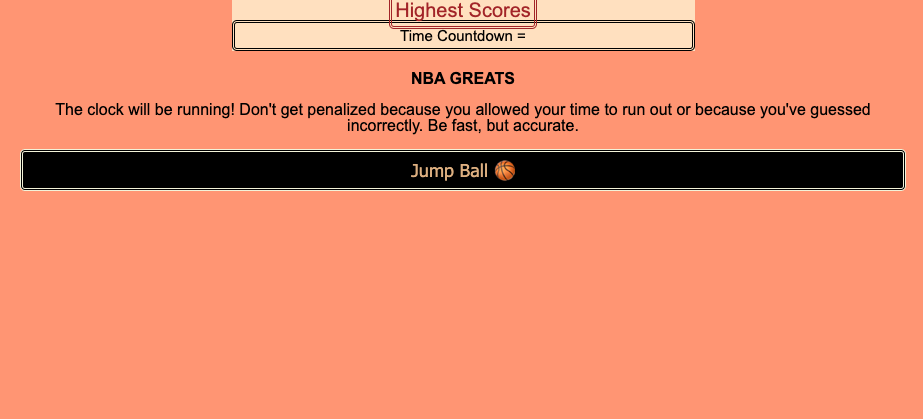 Highest Scores
Time Countdown =
NBA GREATS
The clock will be running! Don't get penalized because you allowed your time to run out or because you've guessed
incorrectly. Be fast, but accurate.
Jump Ball 🏀